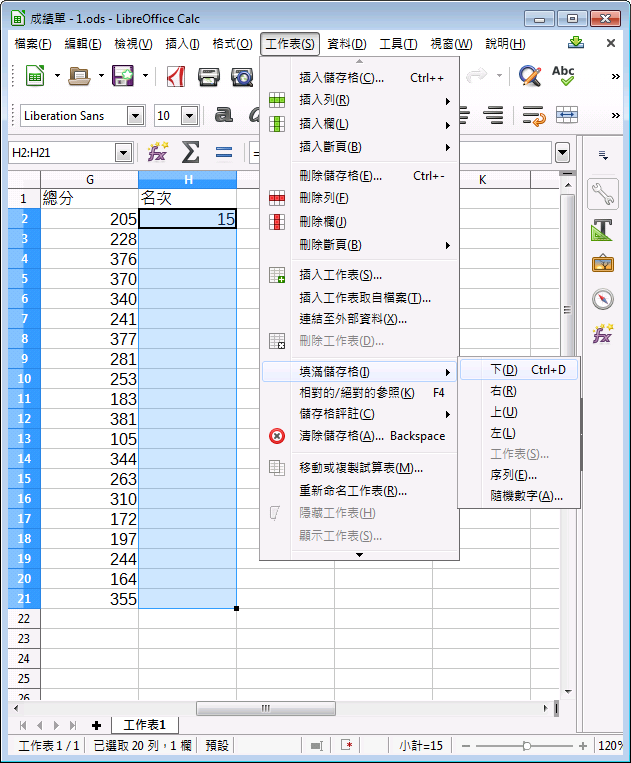 成績單 - 1.ods - LibreOffice Calc
檔案(F) 編輯(E) 檢視(V) 插入(I) 格式(O) 工作表(S) 資料(D) 工具(T) 視窗(W) 說明(H)
Abc
Liberation Sans 10 a a
H2:H21 fx Σ = =
G H K
1 總分 名次
2 205 15
3 228
4 376
5 370
6 340
7 241
8 377
9 281
10 253
11 183
12 381
13 105
14 344
15 263
16 310
17 172
18 197
19 244
20 164
21 355
22
23
24
25
26
插入儲存格(C)... Ctrl++
插入列(R)
插入欄(L)
插入斷頁(B)
刪除儲存格(E)... Ctrl+-
刪除列(F)
刪除欄(J)
刪除斷頁(B)
插入工作表(S)...
插入工作表取自檔案(T)...
連結至外部資料(X)...
刪除工作表(D)...
填滿儲存格(I)
相對的/絕對的參照(K) F4
儲存格評註(C)
清除儲存格(A)... Backspace
移動或複製試算表(M)...
重新命名工作表(R)...
隱藏工作表(H)
顯示工作表(S)...
下(D) Ctrl+D
右(R)
上(U)
左(L)
工作表(S)...
序列(E)...
隨機數字(A)...
工作表1
工作表 1 / 1 已選取 20 列，1 欄 預設 小計=15 120%